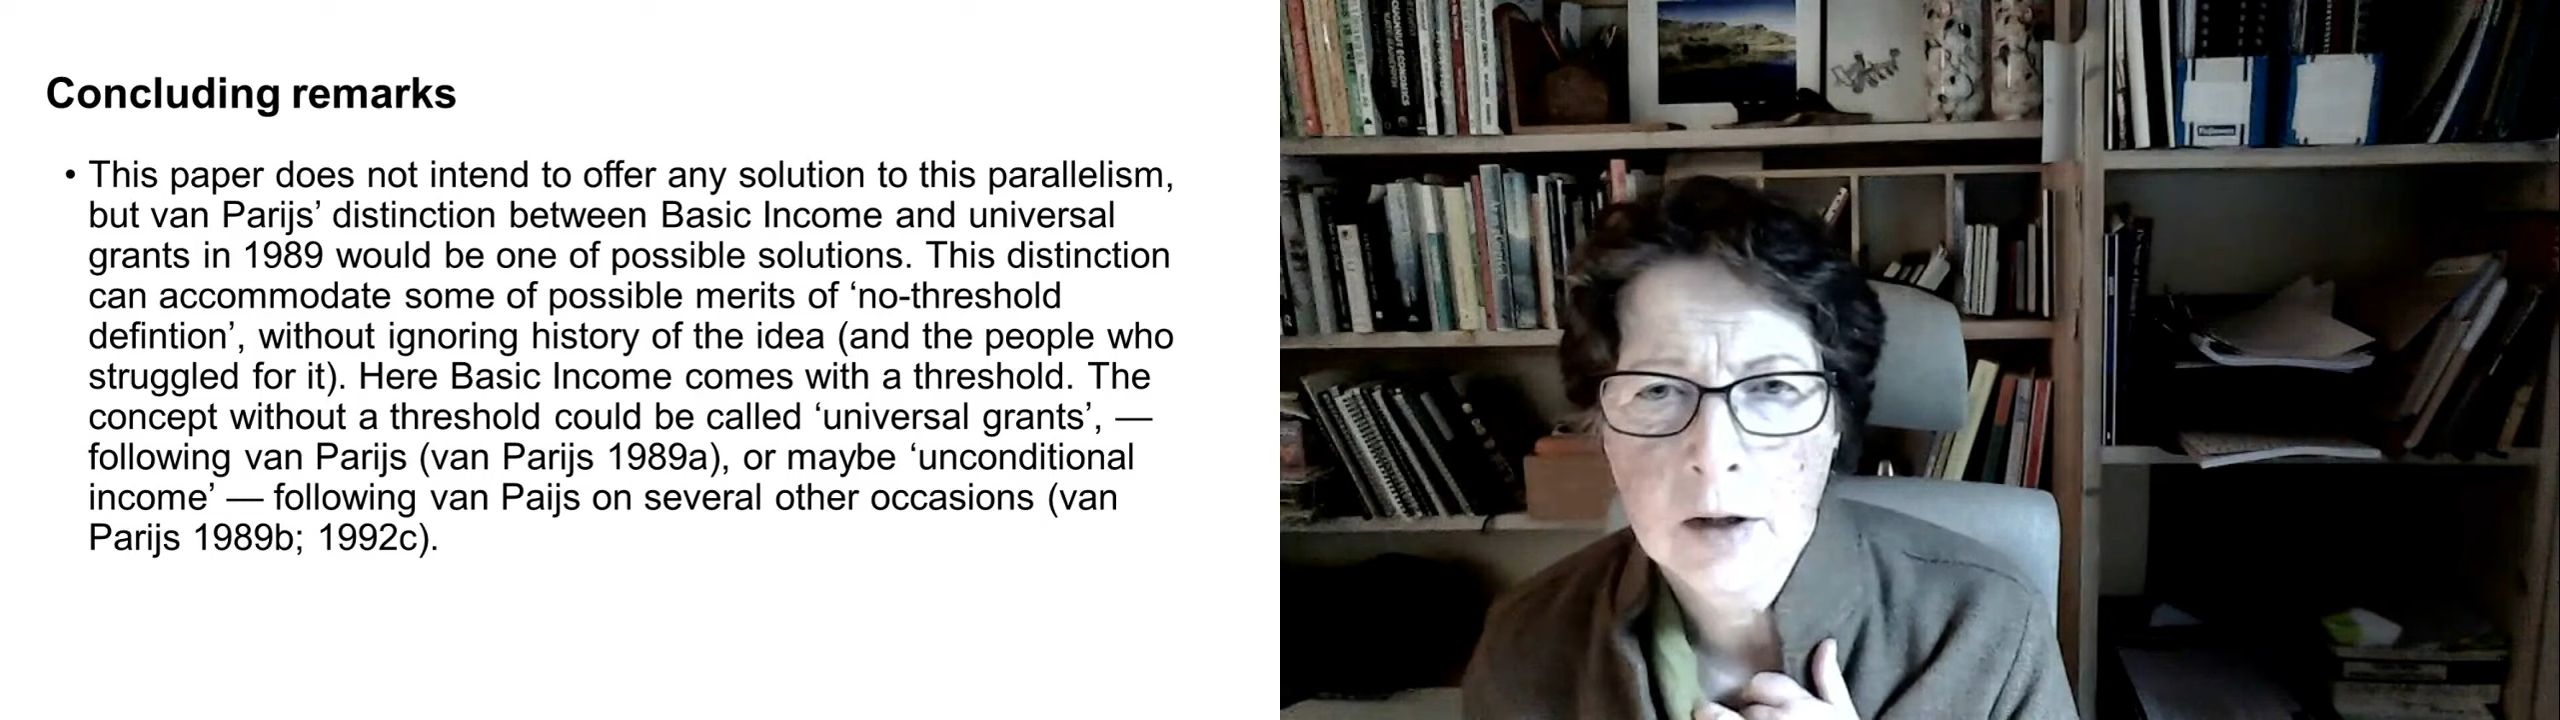 Concluding remarks
• This paper does not intend to offer any solution to this parallelism,
but van Parijs’ distinction between Basic Income and universal
grants in 1989 would be one of possible solutions. This distinction
can accommodate some of possible merits of ‘no-threshold
defintion’, without ignoring history of the idea (and the people who
struggled for it). Here Basic Income comes with a threshold. The
concept without a threshold could be called ‘universal grants’, —
following van Parijs (van Parijs 1989a), or maybe ‘unconditional
income’ — following van Paijs on several other occasions (van
Parijs 1989b; 1992c).
DOUGHNUT ECONOMICS
Fellowes